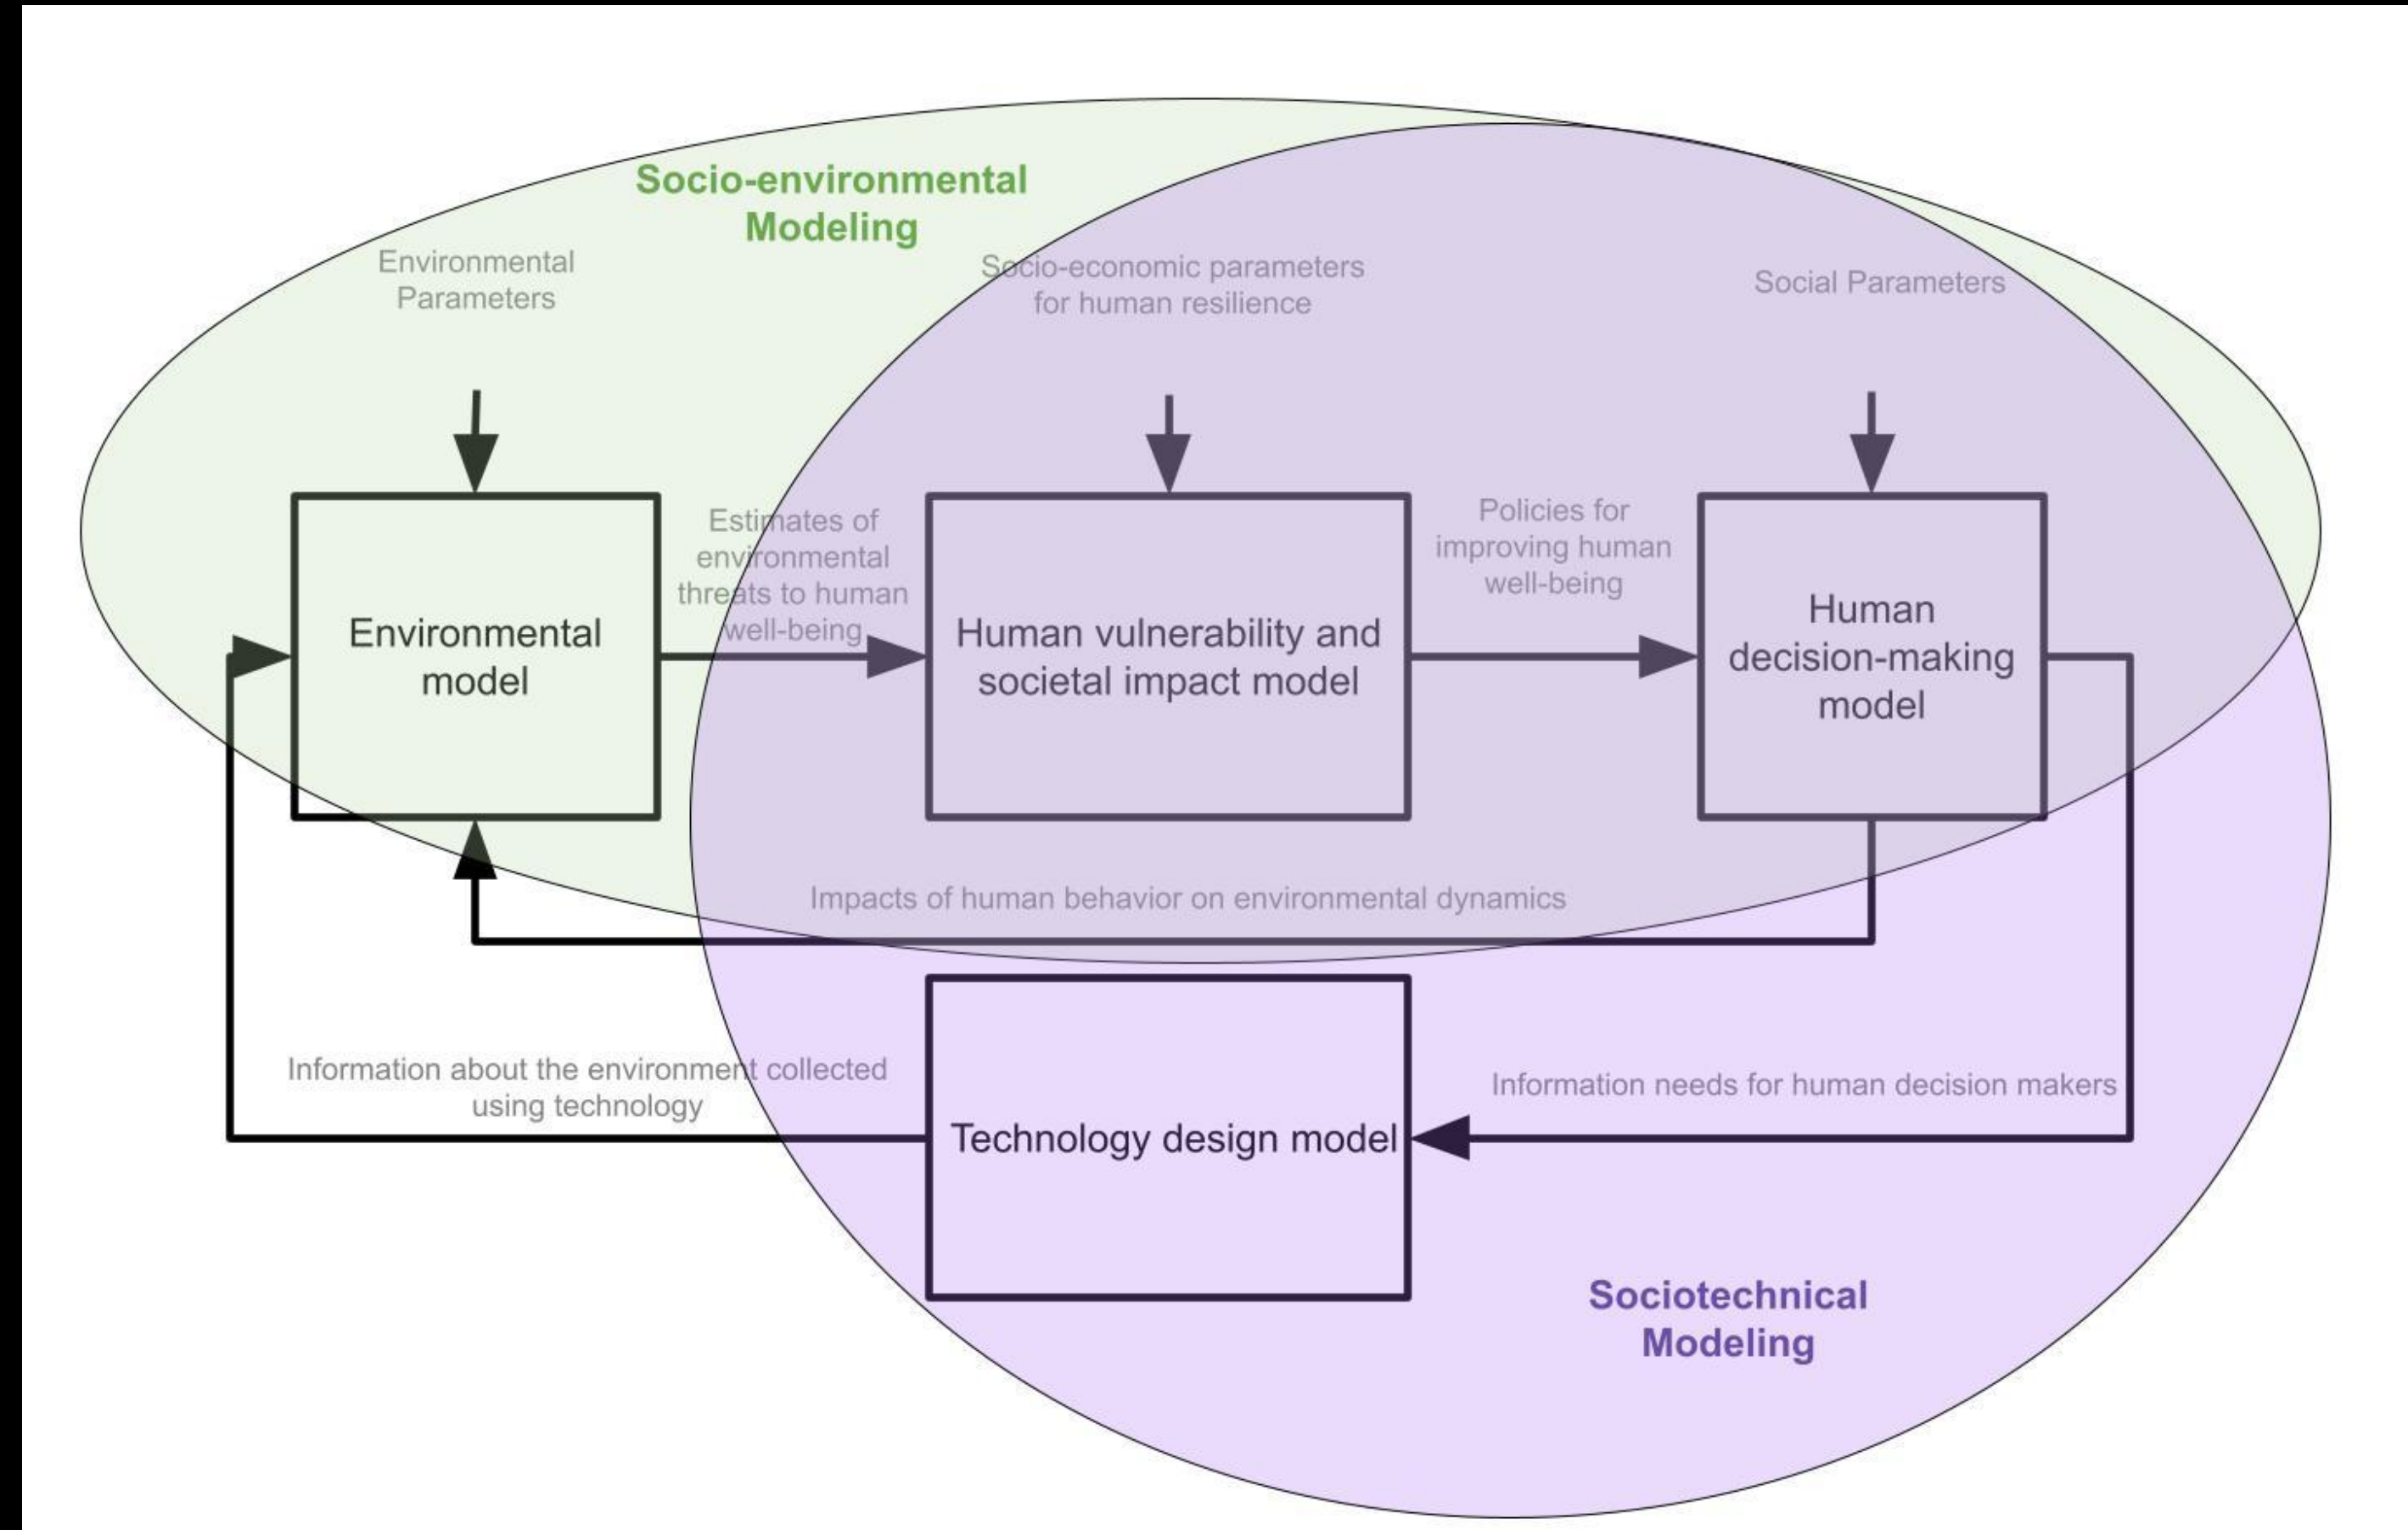 Socio-environmental
Modeling
Environmental
Parameters
Socio-economic parameters
for human resilience
Social Parameters
Estimates of
environmental
threats to human
well-being
Policies for
improving human
well-being
Environmental
model
Human vulnerability and
societal impact model
Human
decision-making
model
Impacts of human behavior on environmental dynamics
Information about the environment collected
using technology
Technology design model
Information needs for human decision makers
Sociotechnical
Modeling